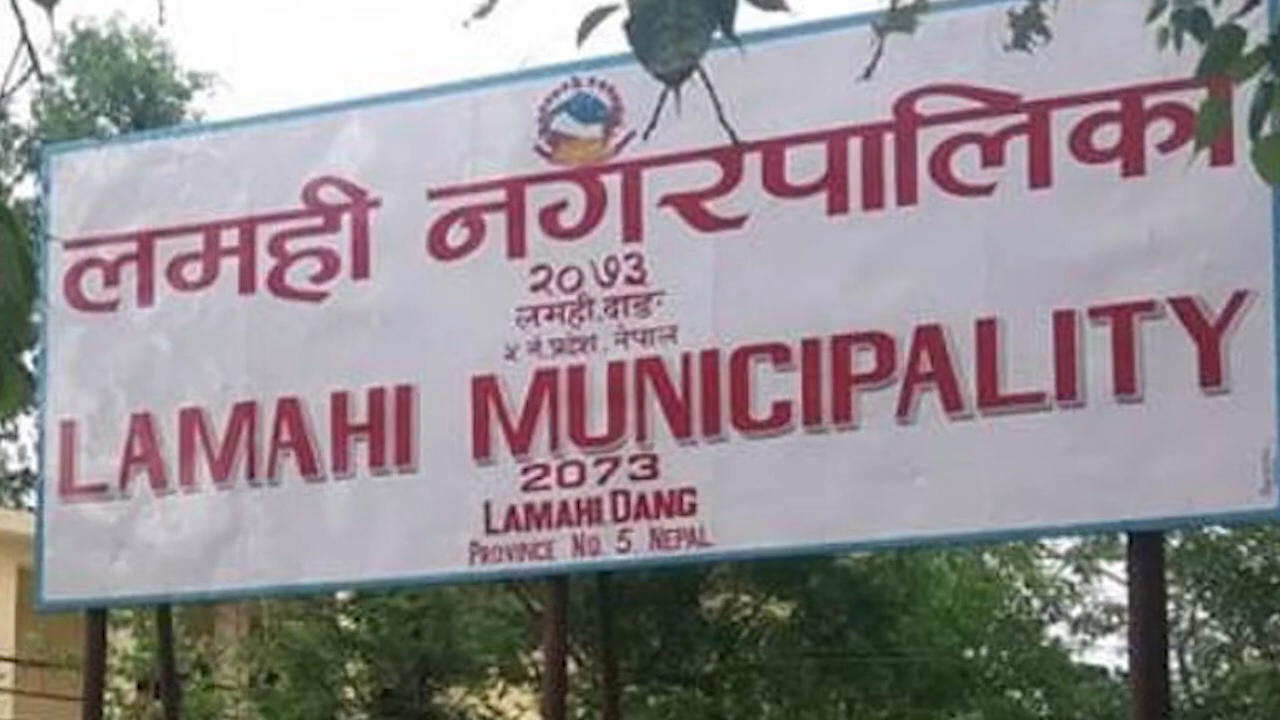 लमही नगरपालिका
२०७३
लमही.दाङ
५ नं.प्रदेश. नेपाल
LAMAHI MUNICIPALITY
2073
LAMAHI DANG
PROVINCE NO 5 NEPAL